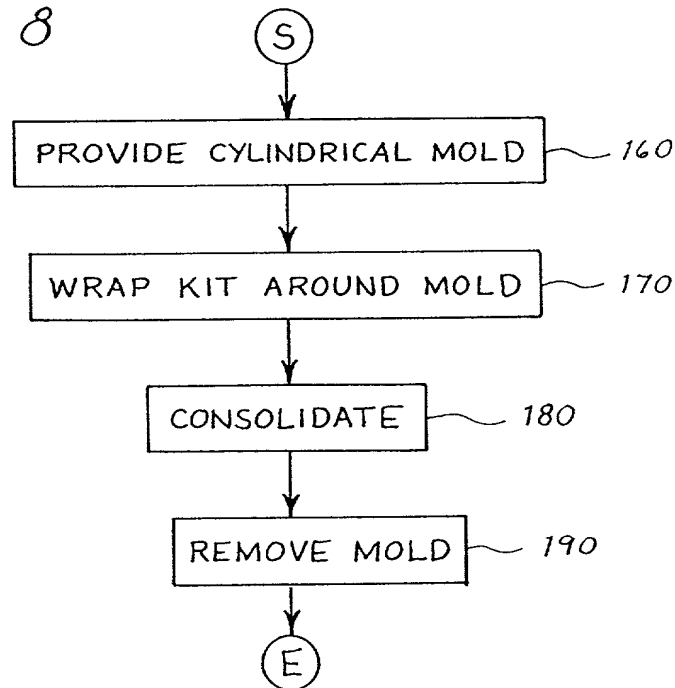 8
S
PROVIDE CYLINDRICAL MOLD 160
WRAP KIT AROUND MOLD 170
CONSOLIDATE 180
REMOVE MOLD 190
E